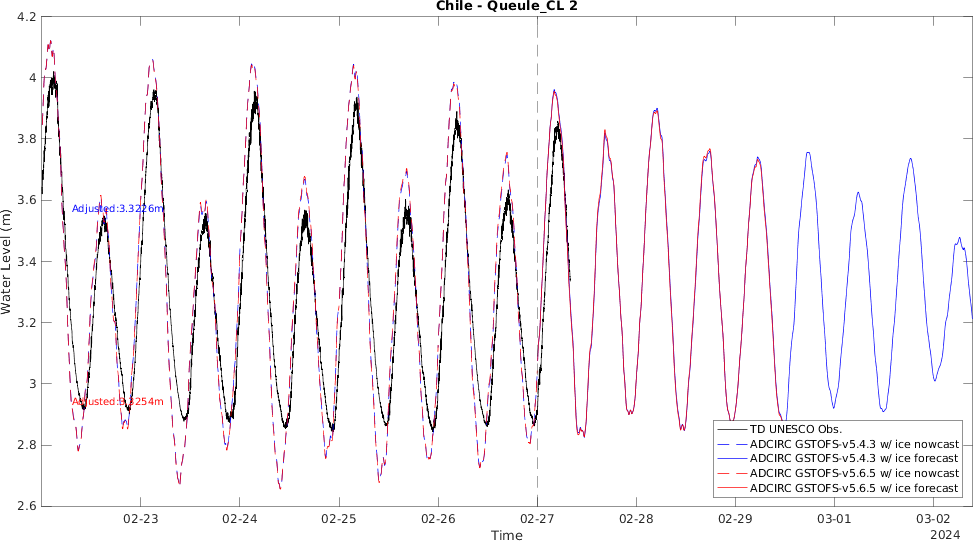 Chile - Queule_CL 2
Water Level (m)
4.2
4
3.8
3.6
3.4
3.2
3
2.8
2.6
Adjusted:3.3226m
Adjusted:3.3254m
TD UNESCO Obs.
ADCIRC GSTOFS-v5.4.3 w/ ice nowcast
ADCIRC GSTOFS-v5.4.3 w/ ice forecast
ADCIRC GSTOFS-v5.6.5 w/ ice nowcast
ADCIRC GSTOFS-v5.6.5 w/ ice forecast
02-23 02-24 02-25 02-26 02-27 02-28 02-29 03-01 03-02
2024
Time